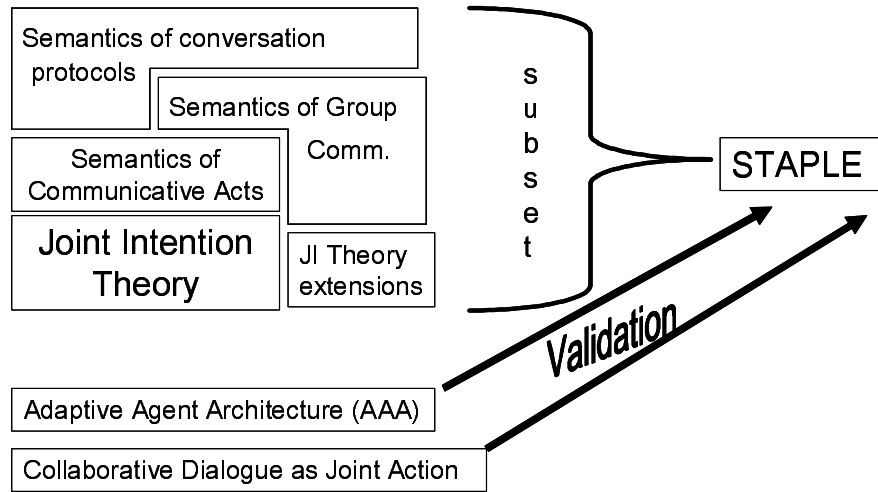 Semantics of conversation
protocols
Semantics of Group
Comm.
Semantics of
Communicative Acts
Joint Intention
Theory
JI Theory
extensions
subset
STAPLE
Validation
Adaptive Agent Architecture (AAA)
Collaborative Dialogue as Joint Action